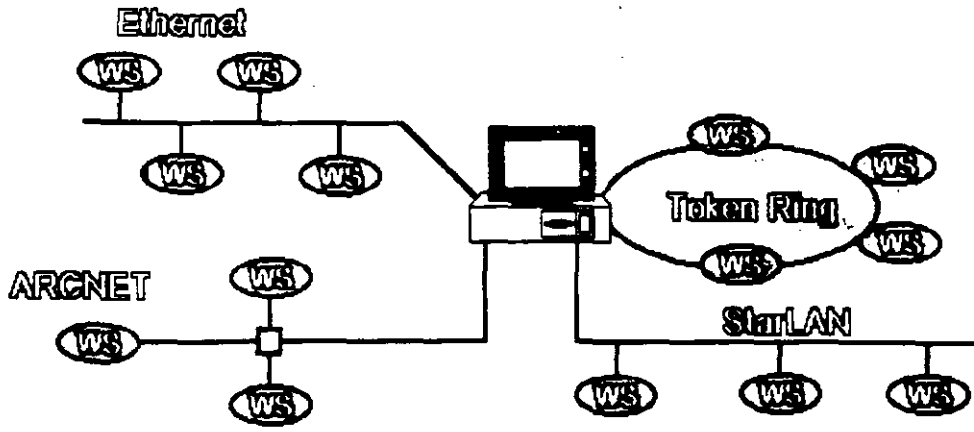 Ethernet
WS WS
WS WS
WS
WS
Token Ring
WS
WS
WS
ARCNET
WS
StarLAN
WS
WS WS WS